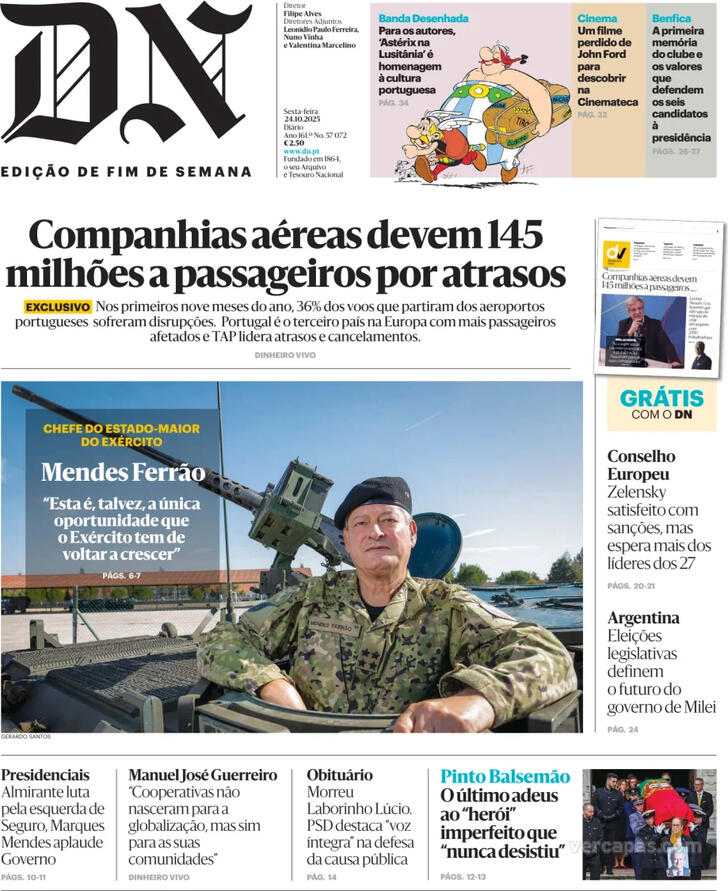 DN
EDIÇÃO DE FIM DE SEMANA
Diretor
Filipe Alves
Diretores Adjuntos
Leonídio Paulo Ferreira,
Nuno Vinha
e Valentina Marcelino
Sexta-feira
24.10.2025
Diário
Ano 161.º No. 57 072
€ 2,50
www.dn.pt
Fundado em 1864,
o seu Arquivo
é Tesouro Nacional
Banda Desenhada
Para os autores,
‘Astérix na
Lusitânia’ é
homenagem
à cultura
portuguesa
PÁG. 34
Cinema
Um filme
perdido de
John Ford
para
descobrir
na
Cinemateca
PÁG. 32
Benfica
A primeira
memória
do clube e
os valores
que
defendem
os seis
candidatos
à
presidência
PÁGS. 26-27
Companhias aéreas devem 145
milhões a passageiros por atrasos
EXCLUSIVO Nos primeiros nove meses do ano, 36% dos voos que partiram dos aeroportos
portugueses sofreram disrupções. Portugal é o terceiro país na Europa com mais passageiros
afetados e TAP lidera atrasos e cancelamentos.
DINHEIRO VIVO
dv
Companhias aéreas devem
145 milhões a passageiros
GRÁTIS
COM O DN
CHEFE DO ESTADO-MAIOR
DO EXÉRCITO
Mendes Ferrão
“Esta é, talvez, a única
oportunidade que
o Exército tem de
voltar a crescer”
PÁGS. 6-7
MENDES FERRÃO
GERARDO SANTOS
Conselho
Europeu
Zelensky
satisfeito com
sanções, mas
espera mais dos
líderes dos 27
PÁGS. 20-21
Argentina
Eleições
legislativas
definem
o futuro do
governo de Milei
PÁG. 24
Presidenciais
Almirante luta
pela esquerda de
Seguro, Marques
Mendes aplaude
Governo
PÁGS. 10-11
Manuel José Guerreiro
“Cooperativas não
nasceram para a
globalização, mas sim
para as suas
comunidades”
DINHEIRO VIVO
Obituário
Morreu
Laborinho Lúcio.
PSD destaca “voz
íntegra” na defesa
da causa pública
PÁG. 14
Pinto Balsemão
O último adeus
ao “herói”
imperfeito que
“nunca desistiu”
PÁGS. 12-13
vercapas.com